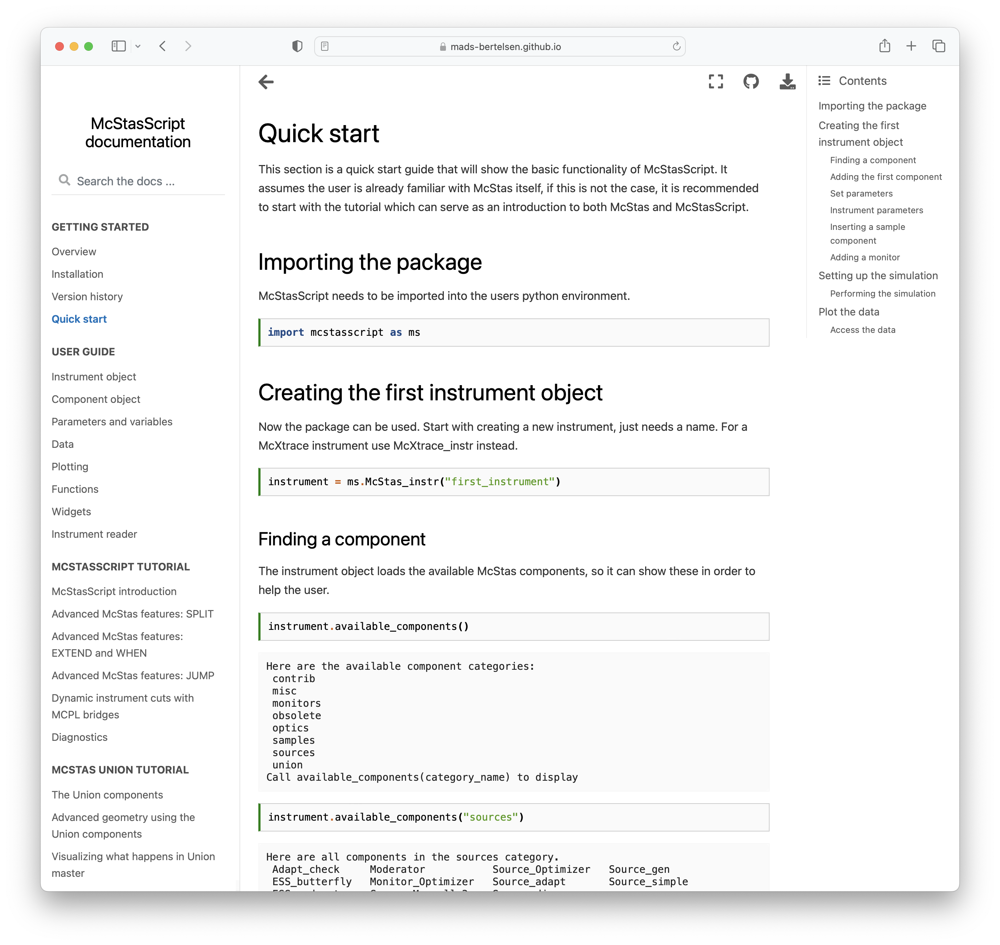 mads-bertelsen.github.io
McStasScript
documentation
Search the docs ...
GETTING STARTED
Overview
Installation
Version history
Quick start
USER GUIDE
Instrument object
Component object
Parameters and variables
Data
Plotting
Functions
Widgets
Instrument reader
MCSTASSCRIPT TUTORIAL
McStasScript introduction
Advanced McStas features: SPLIT
Advanced McStas features:
EXTEND and WHEN
Advanced McStas features: JUMP
Dynamic instrument cuts with
MCPL bridges
Diagnostics
MCSTAS UNION TUTORIAL
The Union components
Advanced geometry using the
Union components
Visualizing what happens in Union
master
Quick start
This section is a quick start guide that will show the basic functionality of McStasScript. It
assumes the user is already familiar with McStas itself, if this is not the case, it is recommended
to start with the tutorial which can serve as an introduction to both McStas and McStasScript.
Importing the package
McStasScript needs to be imported into the users python environment.
import mcstasscript as ms
Creating the first instrument object
Now the package can be used. Start with creating a new instrument, just needs a name. For a
McXtrace instrument use McXtrace_instr instead.
instrument = ms.McStas_instr("first_instrument")
Finding a component
The instrument object loads the available McStas components, so it can show these in order to
help the user.
instrument.available_components()
Here are the available component categories:
contrib
misc
monitors
obsolete
optics
samples
sources
union
Call available_components(category_name) to display
instrument.available_components("sources")
Here are all components in the sources category.
Adapt_check Moderator Source_Optimizer Source_gen
ESS_butterfly Monitor_Optimizer Source_adapt Source_simple
Contents
Importing the package
Creating the first
instrument object
Finding a component
Adding the first component
Set parameters
Instrument parameters
Inserting a sample
component
Adding a monitor
Setting up the simulation
Performing the simulation
Plot the data
Access the data